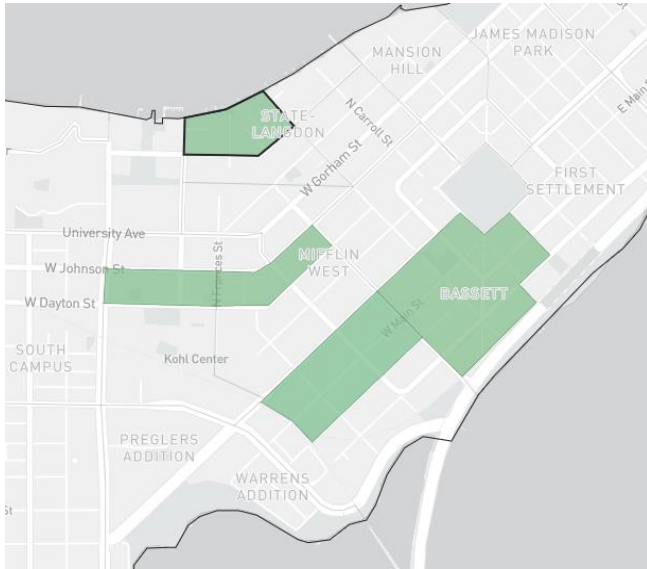 JAMES MADISON
PARK
MANSION
HILL
E Main S
N Carroll St
STATE-
LANGDON
W Gorham St
FIRST
SETTLEMENT
University Ave
MIFFLIN
WEST
W Johnson St
N Frances St
W Dayton St
BASSETT
W Main St
SOUTH
CAMPUS
Kohl Center
PREGLERS
ADDITION
WARRENS
ADDITION
St